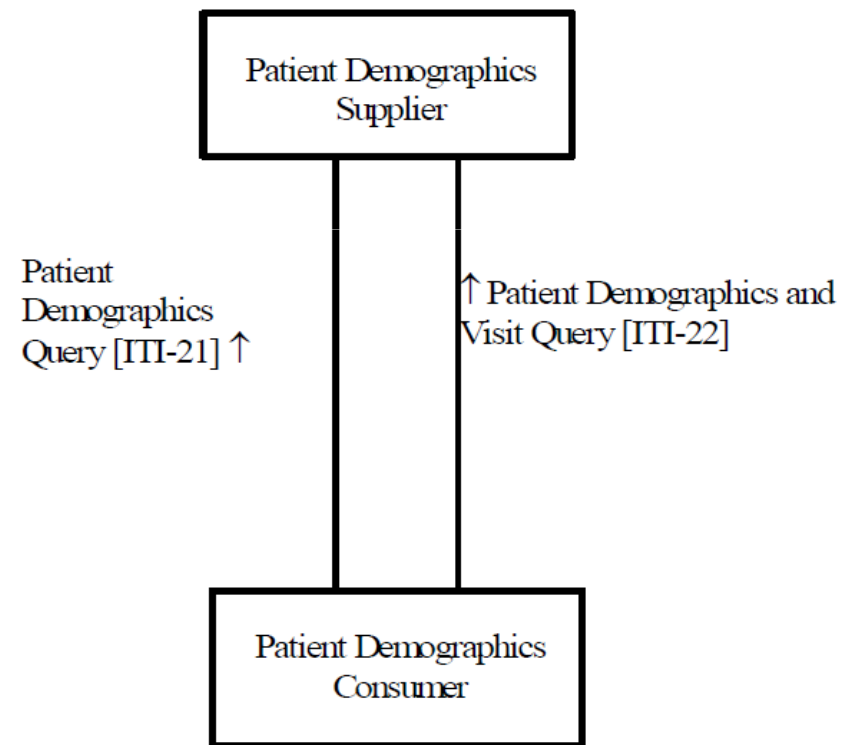 Patient Demographics
Supplier
Patient
Demographics
Query [ITI-21] ↑
↑ Patient Demographics and
Visit Query [ITI-22]
Patient Demographics
Consumer